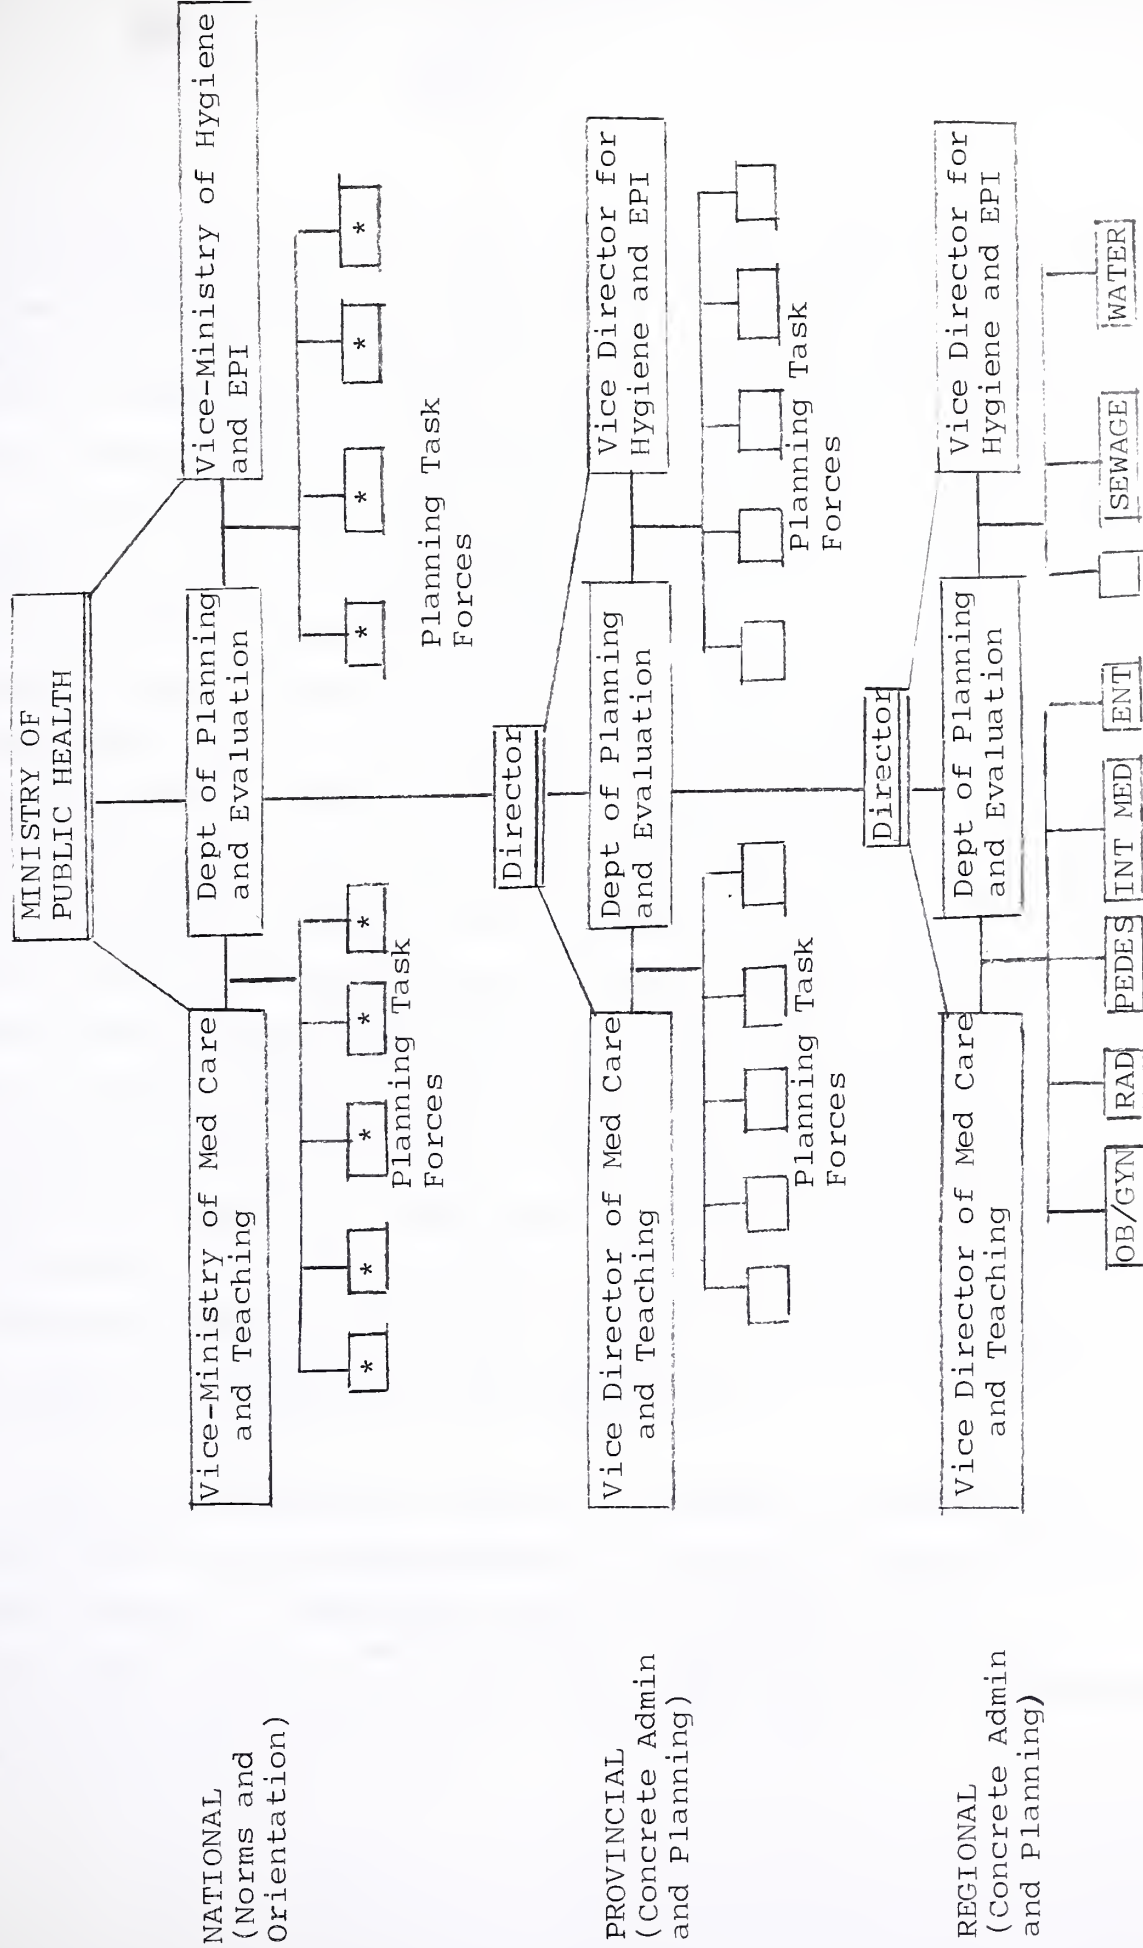 MINISTRY OF
PUBLIC HEALTH
NATIONAL
(Norms and
Orientation)
Vice-Ministry of Med Care
and Teaching
Dept of Planning
and Evaluation
Vice-Ministry of Hygiene
and EPI
* * * * *
* * * *
Planning Task
Forces
Planning Task
Forces
Director
PROVINCIAL
(Concrete Admin
and Planning)
Vice Director of Med Care
and Teaching
Dept of Planning
and Evaluation
Vice Director for
Hygiene and EPI
Planning Task
Forces
Planning Task
Forces
Director
REGIONAL
(Concrete Admin
and Planning)
Vice Director of Med Care
and Teaching
Dept of Planning
and Evaluation
Vice Director for
Hygiene and EPI
OB/GYN RAD PEDES INT MED ENT SEWAGE WATER